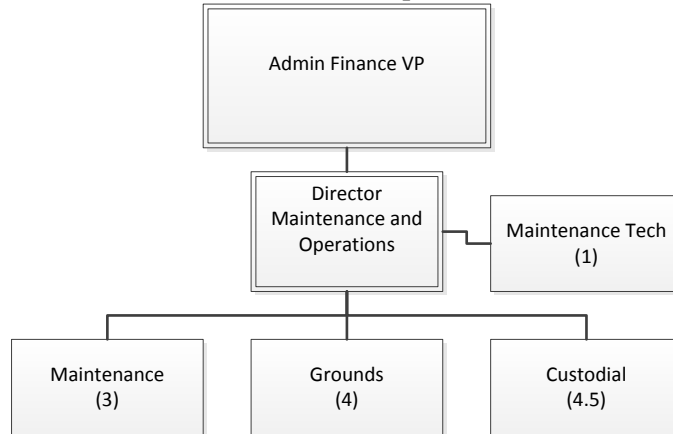 Admin Finance VP
Director
Maintenance and
Operations
Maintenance Tech
(1)
Maintenance
(3)
Grounds
(4)
Custodial
(4.5)